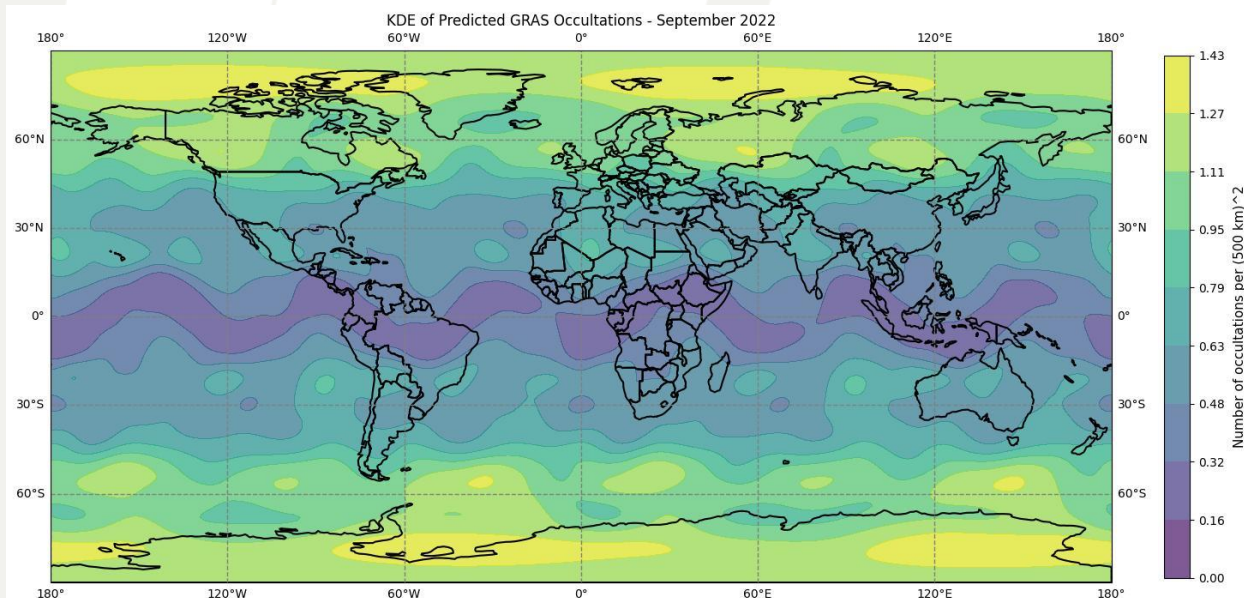 KDE of Predicted GRAS Occultations - September 2022
180° 120°W 60°W 0° 60°E 120°E 180°
60°N 60°N
30°N 30°N
0° 0°
30°S 30°S
60°S 60°S
180° 120°W 60°W 0° 60°E 120°E 180°
1.43
1.27
1.11
0.95
0.79
0.63
0.48
0.32
0.16
0.00
Number of occultations per (500 km)^2